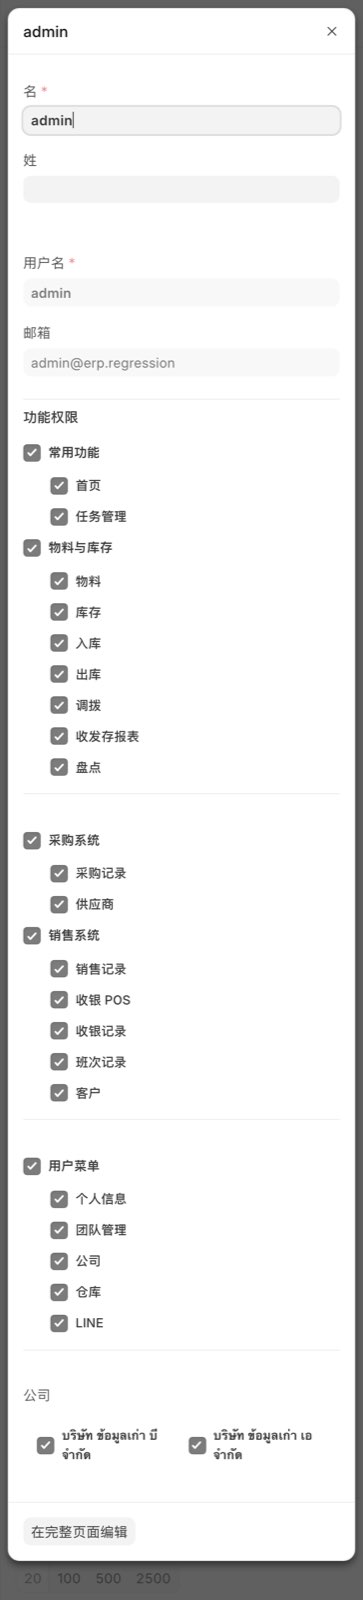 admin
名 *
admin
姓
用户名 *
admin
邮箱
admin@erp.regression
功能权限
常用功能
首页
任务管理
物料与库存
物料
库存
入库
出库
调拨
收发存报表
盘点
采购系统
采购记录
供应商
销售系统
销售记录
收银 POS
收银记录
班次记录
客户
用户菜单
个人信息
团队管理
公司
仓库
LINE
公司
บริษัท ข้อมูลเก่า บี
จำกัด
บริษัท ข้อมูลเก่า เอ
จำกัด
在完整页面编辑
20 100 500 2500